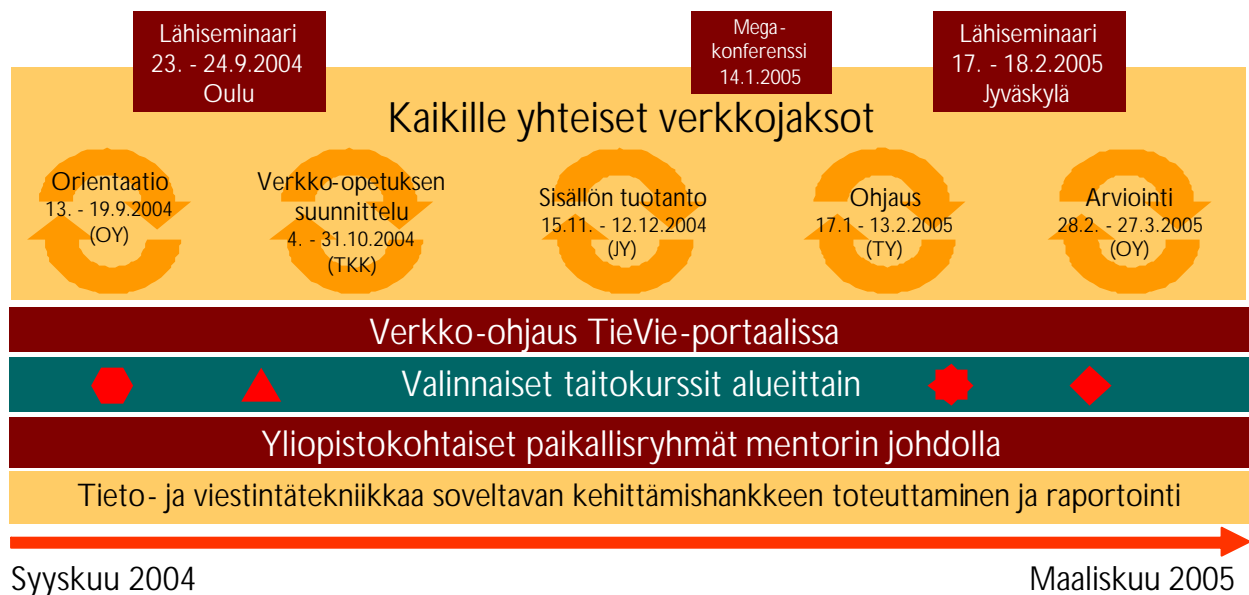 Lähiseminaari
23. - 24.9.2004
Oulu
Mega-
konferenssi
14.1.2005
Lähiseminaari
17. - 18.2.2005
Jyväskylä
Kaikille yhteiset verkkojaksot
Orientaatio
13. - 19.9.2004
(OY)
Verkko-opetuksen
suunnittelu
4. - 31.10.2004
(TKK)
Sisällön tuotanto
15.11. - 12.12.2004
(JY)
Ohjaus
17.1 - 13.2.2005
(TY)
Arviointi
28.2. - 27.3.2005
(OY)
Verkko-ohjaus TieVie-portaalissa
Valinnaiset taitokurssit alueittain
Yliopistokohtaiset paikallisryhmät mentorin johdolla
Tieto- ja viestintätekniikkaa soveltavan kehittämishankkeen toteuttaminen ja raportointi
Syyskuu 2004
Maaliskuu 2005